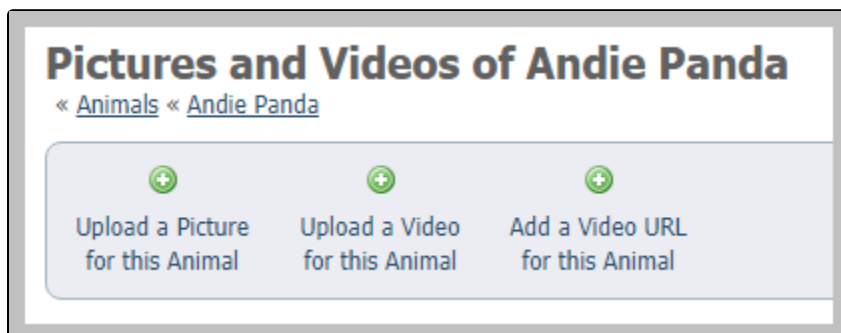 Pictures and Videos of Andie Panda
« Animals « Andie Panda
Upload a Picture
for this Animal
Upload a Video
for this Animal
Add a Video URL
for this Animal